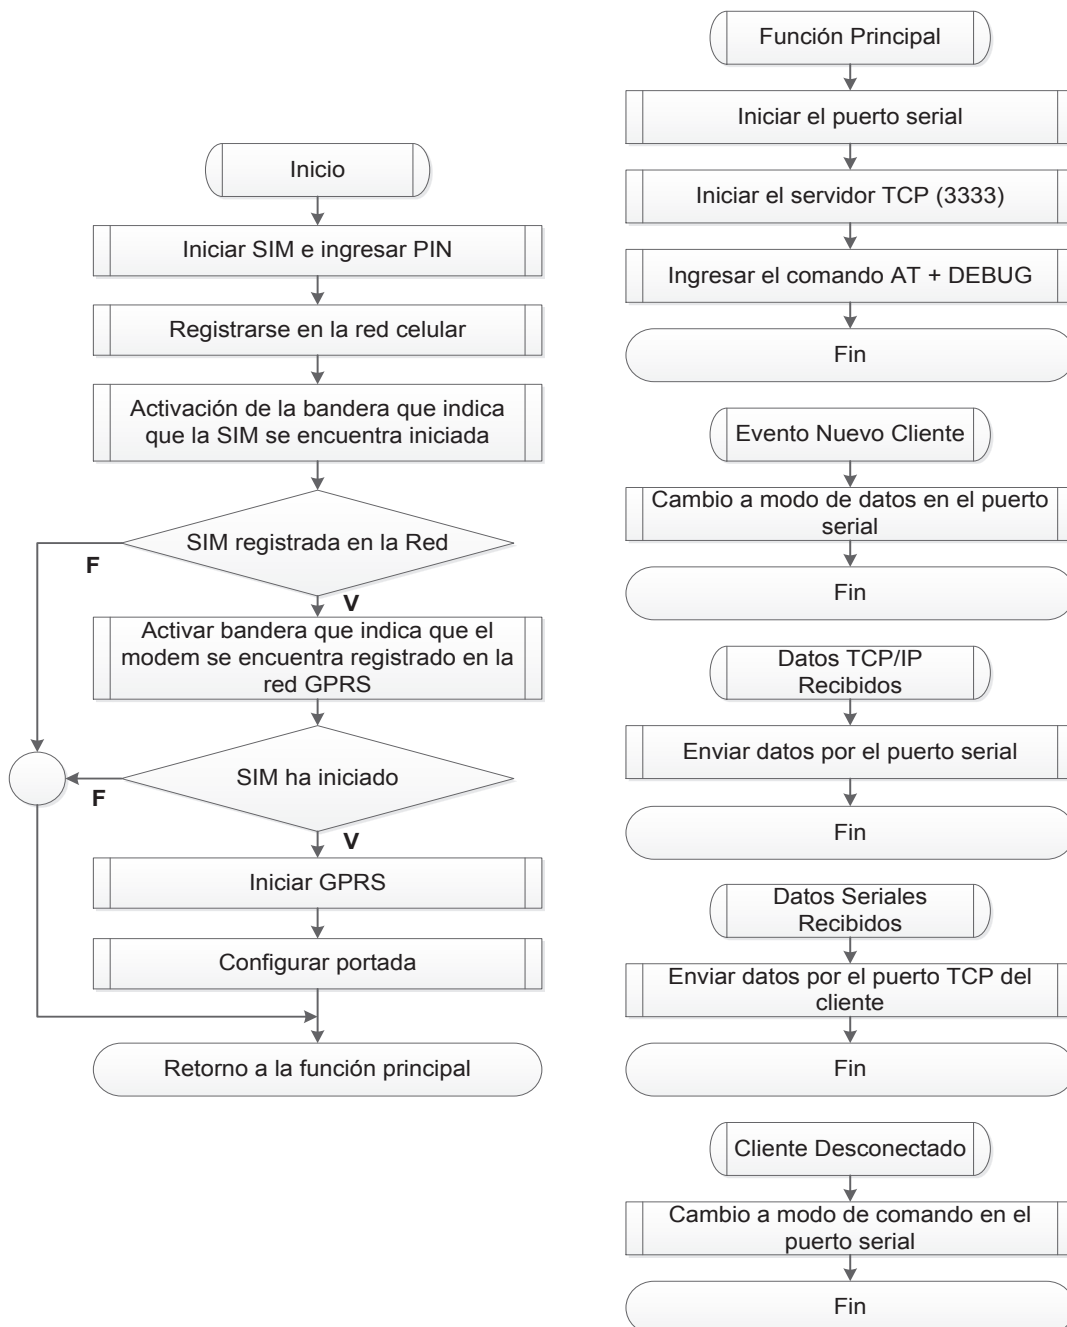 Inicio
Iniciar SIM e ingresar PIN
Registrarse en la red celular
Activación de la bandera que indica
que la SIM se encuentra iniciada
SIM registrada en la Red
F
V
Activar bandera que indica que el
modem se encuentra registrado en la
red GPRS
SIM ha iniciado
F
V
Iniciar GPRS
Configurar portada
Retorno a la función principal
Función Principal
Iniciar el puerto serial
Iniciar el servidor TCP (3333)
Ingresar el comando AT + DEBUG
Fin
Evento Nuevo Cliente
Cambio a modo de datos en el puerto
serial
Fin
Datos TCP/IP
Recibidos
Enviar datos por el puerto serial
Fin
Datos Seriales
Recibidos
Enviar datos por el puerto TCP del
cliente
Fin
Cliente Desconectado
Cambio a modo de comando en el
puerto serial
Fin